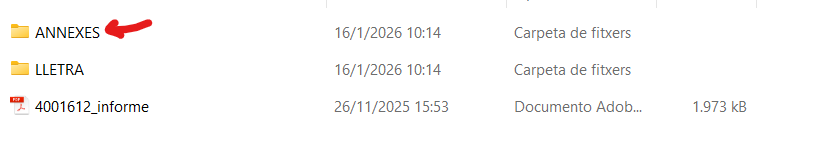 ANNEXES 16/1/2026 10:14 Carpeta de fitxers
LLETRA 16/1/2026 10:14 Carpeta de fitxers
PDF 4001612_informe 26/11/2025 15:53 Documento Adob... 1.973 kB